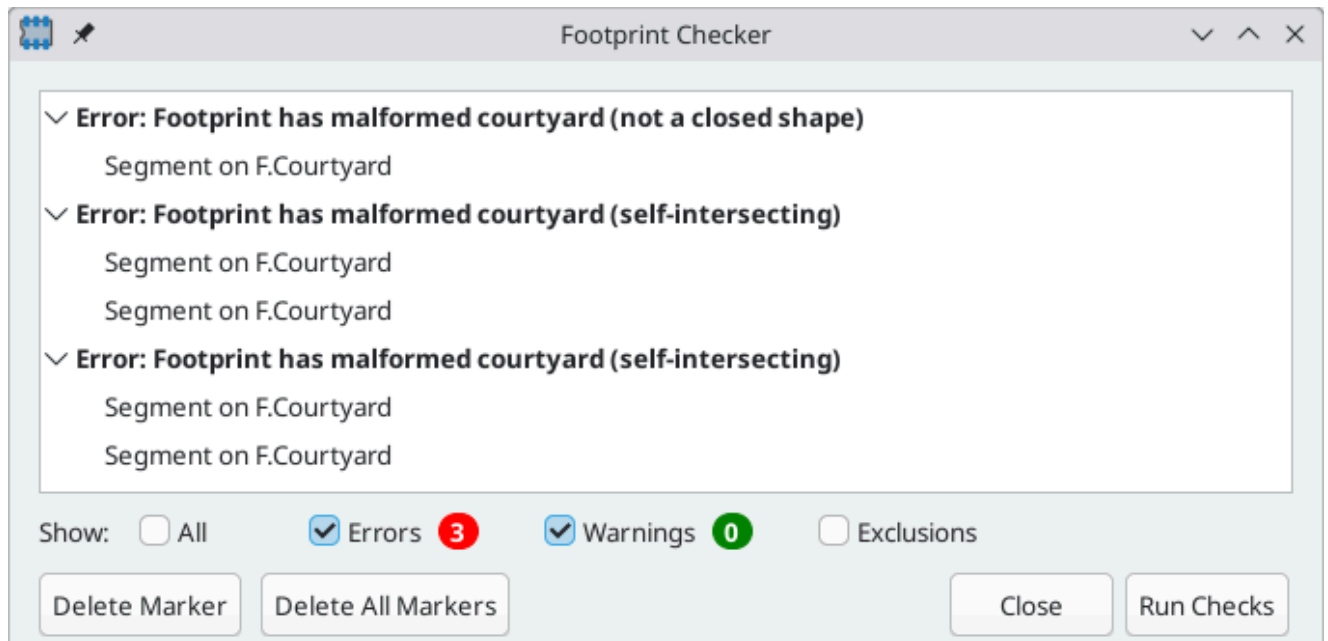 Footprint Checker
Error: Footprint has malformed courtyard (not a closed shape)
Segment on F.Courtyard
Error: Footprint has malformed courtyard (self-intersecting)
Segment on F.Courtyard
Segment on F.Courtyard
Error: Footprint has malformed courtyard (self-intersecting)
Segment on F.Courtyard
Segment on F.Courtyard
Show: All Errors 3 Warnings 0 Exclusions
Delete Marker Delete All Markers Close Run Checks